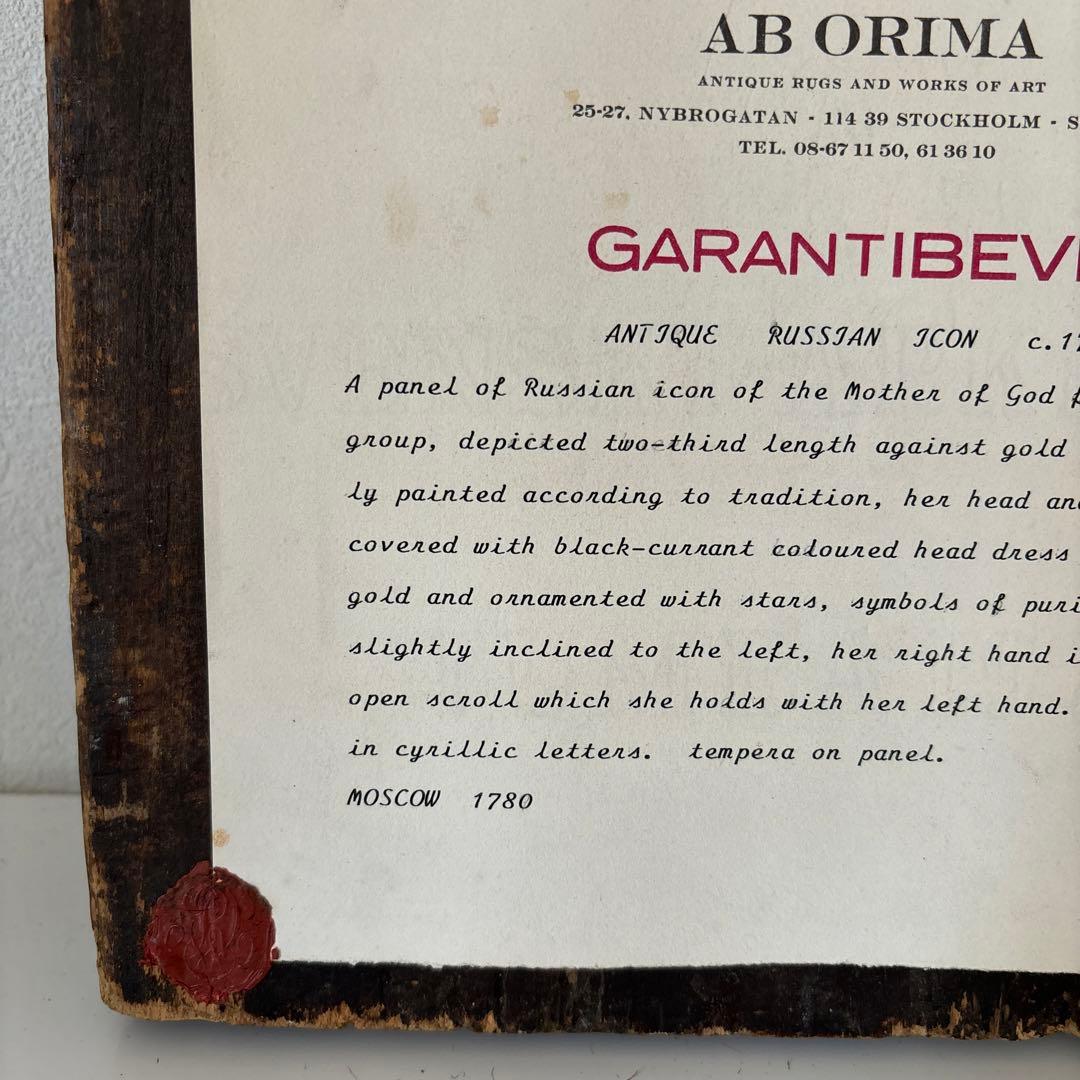 AB ORIMA
ANTIQUE RUGS AND WORKS OF ART
25-27, NYBROGATAN · 114 39 STOCKHOLM · S
TEL. 08-67 11 50, 61 36 10
GARANTIBEV
ANTIQUE RUSSIAN ICON c.17
A panel of Russian icon of the Mother of God
group, depicted two-third length against gold
ly painted according to tradition, her head and
covered with black-currant coloured head dress
gold and ornamented with stars, symbols of puri
slightly inclined to the left, her right hand i
open scroll which she holds with her left hand.
in cyrillic letters. tempera on panel.
MOSCOW 1780